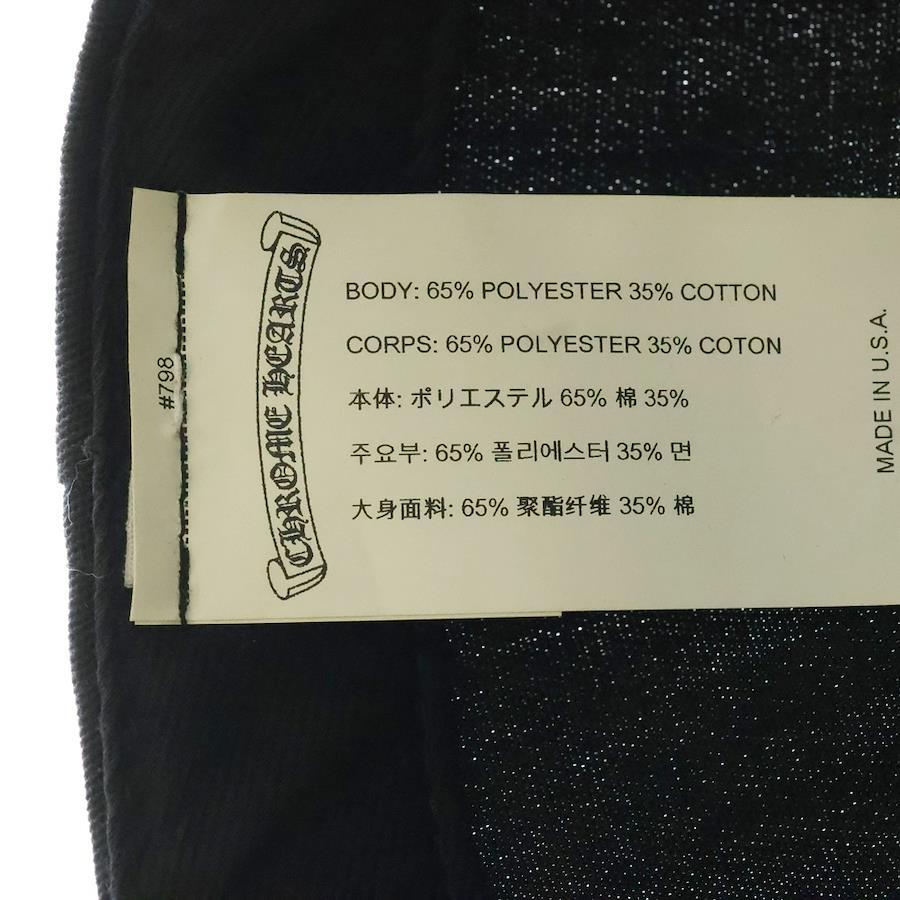 #798
CHROME HEARTS
BODY: 65% POLYESTER 35% COTTON
CORPS: 65% POLYESTER 35% COTON
本体: ポリエステル 65% 棉 35%
주요부: 65% 폴리에스터 35% 면
大身面料: 65% 聚酯纤维 35% 棉
MADE IN U.S.A.